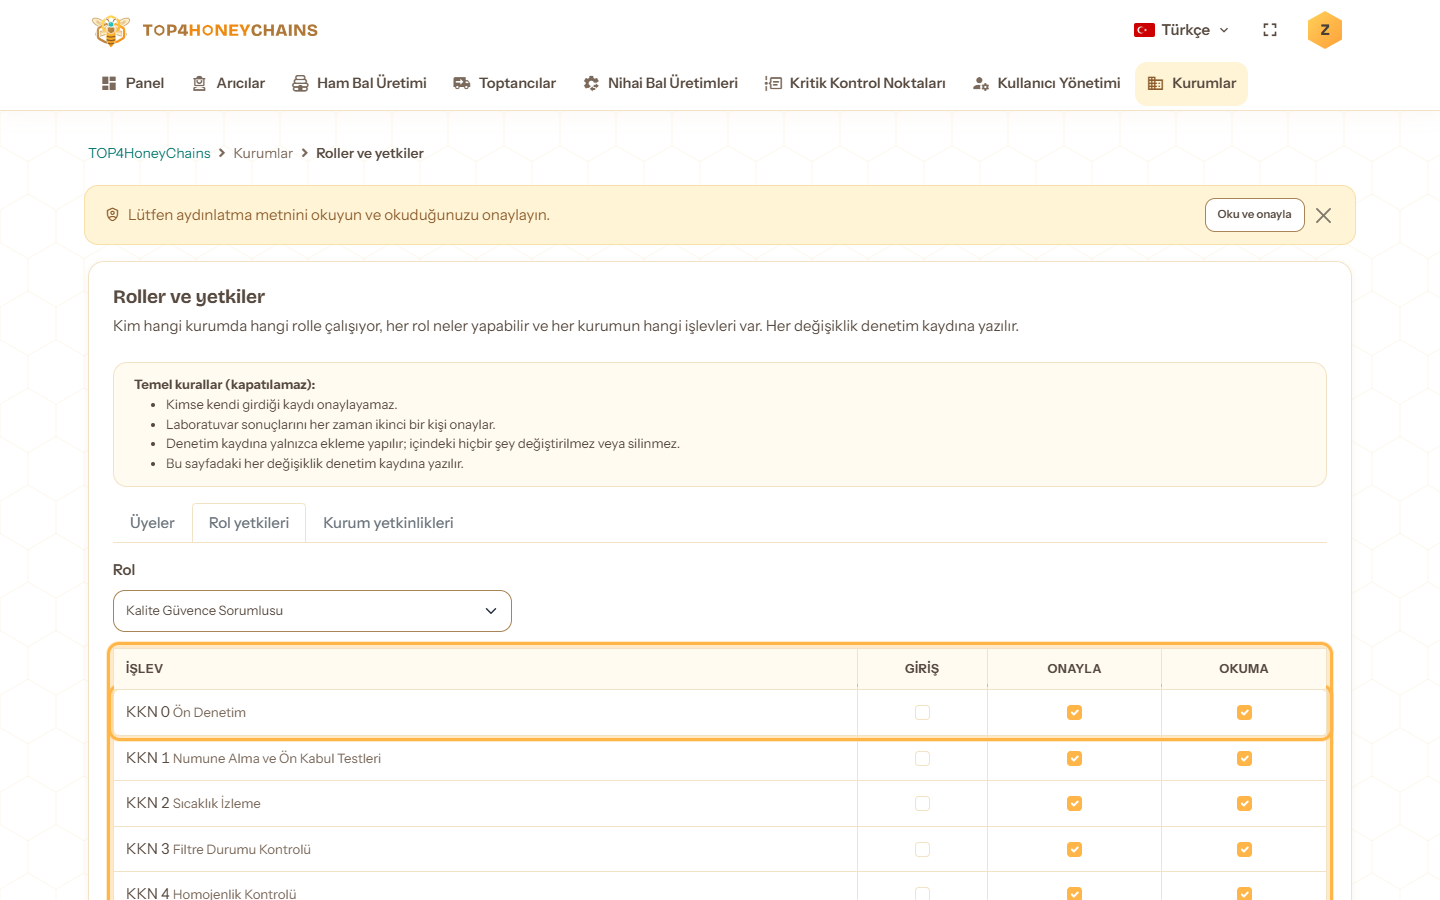 TOP4HONEYCHAINS
Türkçe
Z
Panel
Arıcılar
Ham Bal Üretimi
Toptancılar
Nihai Bal Üretimleri
Kritik Kontrol Noktaları
Kullanıcı Yönetimi
Kurumlar
TOP4HoneyChains > Kurumlar > Roller ve yetkiler
Lütfen aydınlatma metnini okuyun ve okuduğunuzu onaylayın.
Oku ve onayla
Roller ve yetkiler
Kim hangi kurumda hangi rolle çalışıyor, her rol neler yapabilir ve her kurumun hangi işlevleri var. Her değişiklik denetim kaydına yazılır.
Temel kurallar (kapatılamaz):
• Kimse kendi girdiği kaydı onaylayamaz.
• Laboratuvar sonuçlarını her zaman ikinci bir kişi onaylar.
• Denetim kaydına yalnızca ekleme yapılır; içindeki hiçbir şey değiştirilmez veya silinmez.
• Bu sayfadaki her değişiklik denetim kaydına yazılır.
Üyeler
Rol yetkileri
Kurum yetkinlikleri
Rol
Kalite Güvence Sorumlusu
İŞLEV GİRİŞ ONAYLA OKUMA
KKN 0 Ön Denetim
KKN 1 Numune Alma ve Ön Kabul Testleri
KKN 2 Sıcaklık İzleme
KKN 3 Filtre Durumu Kontrolü
KKN 4 Homojenlik Kontrolü